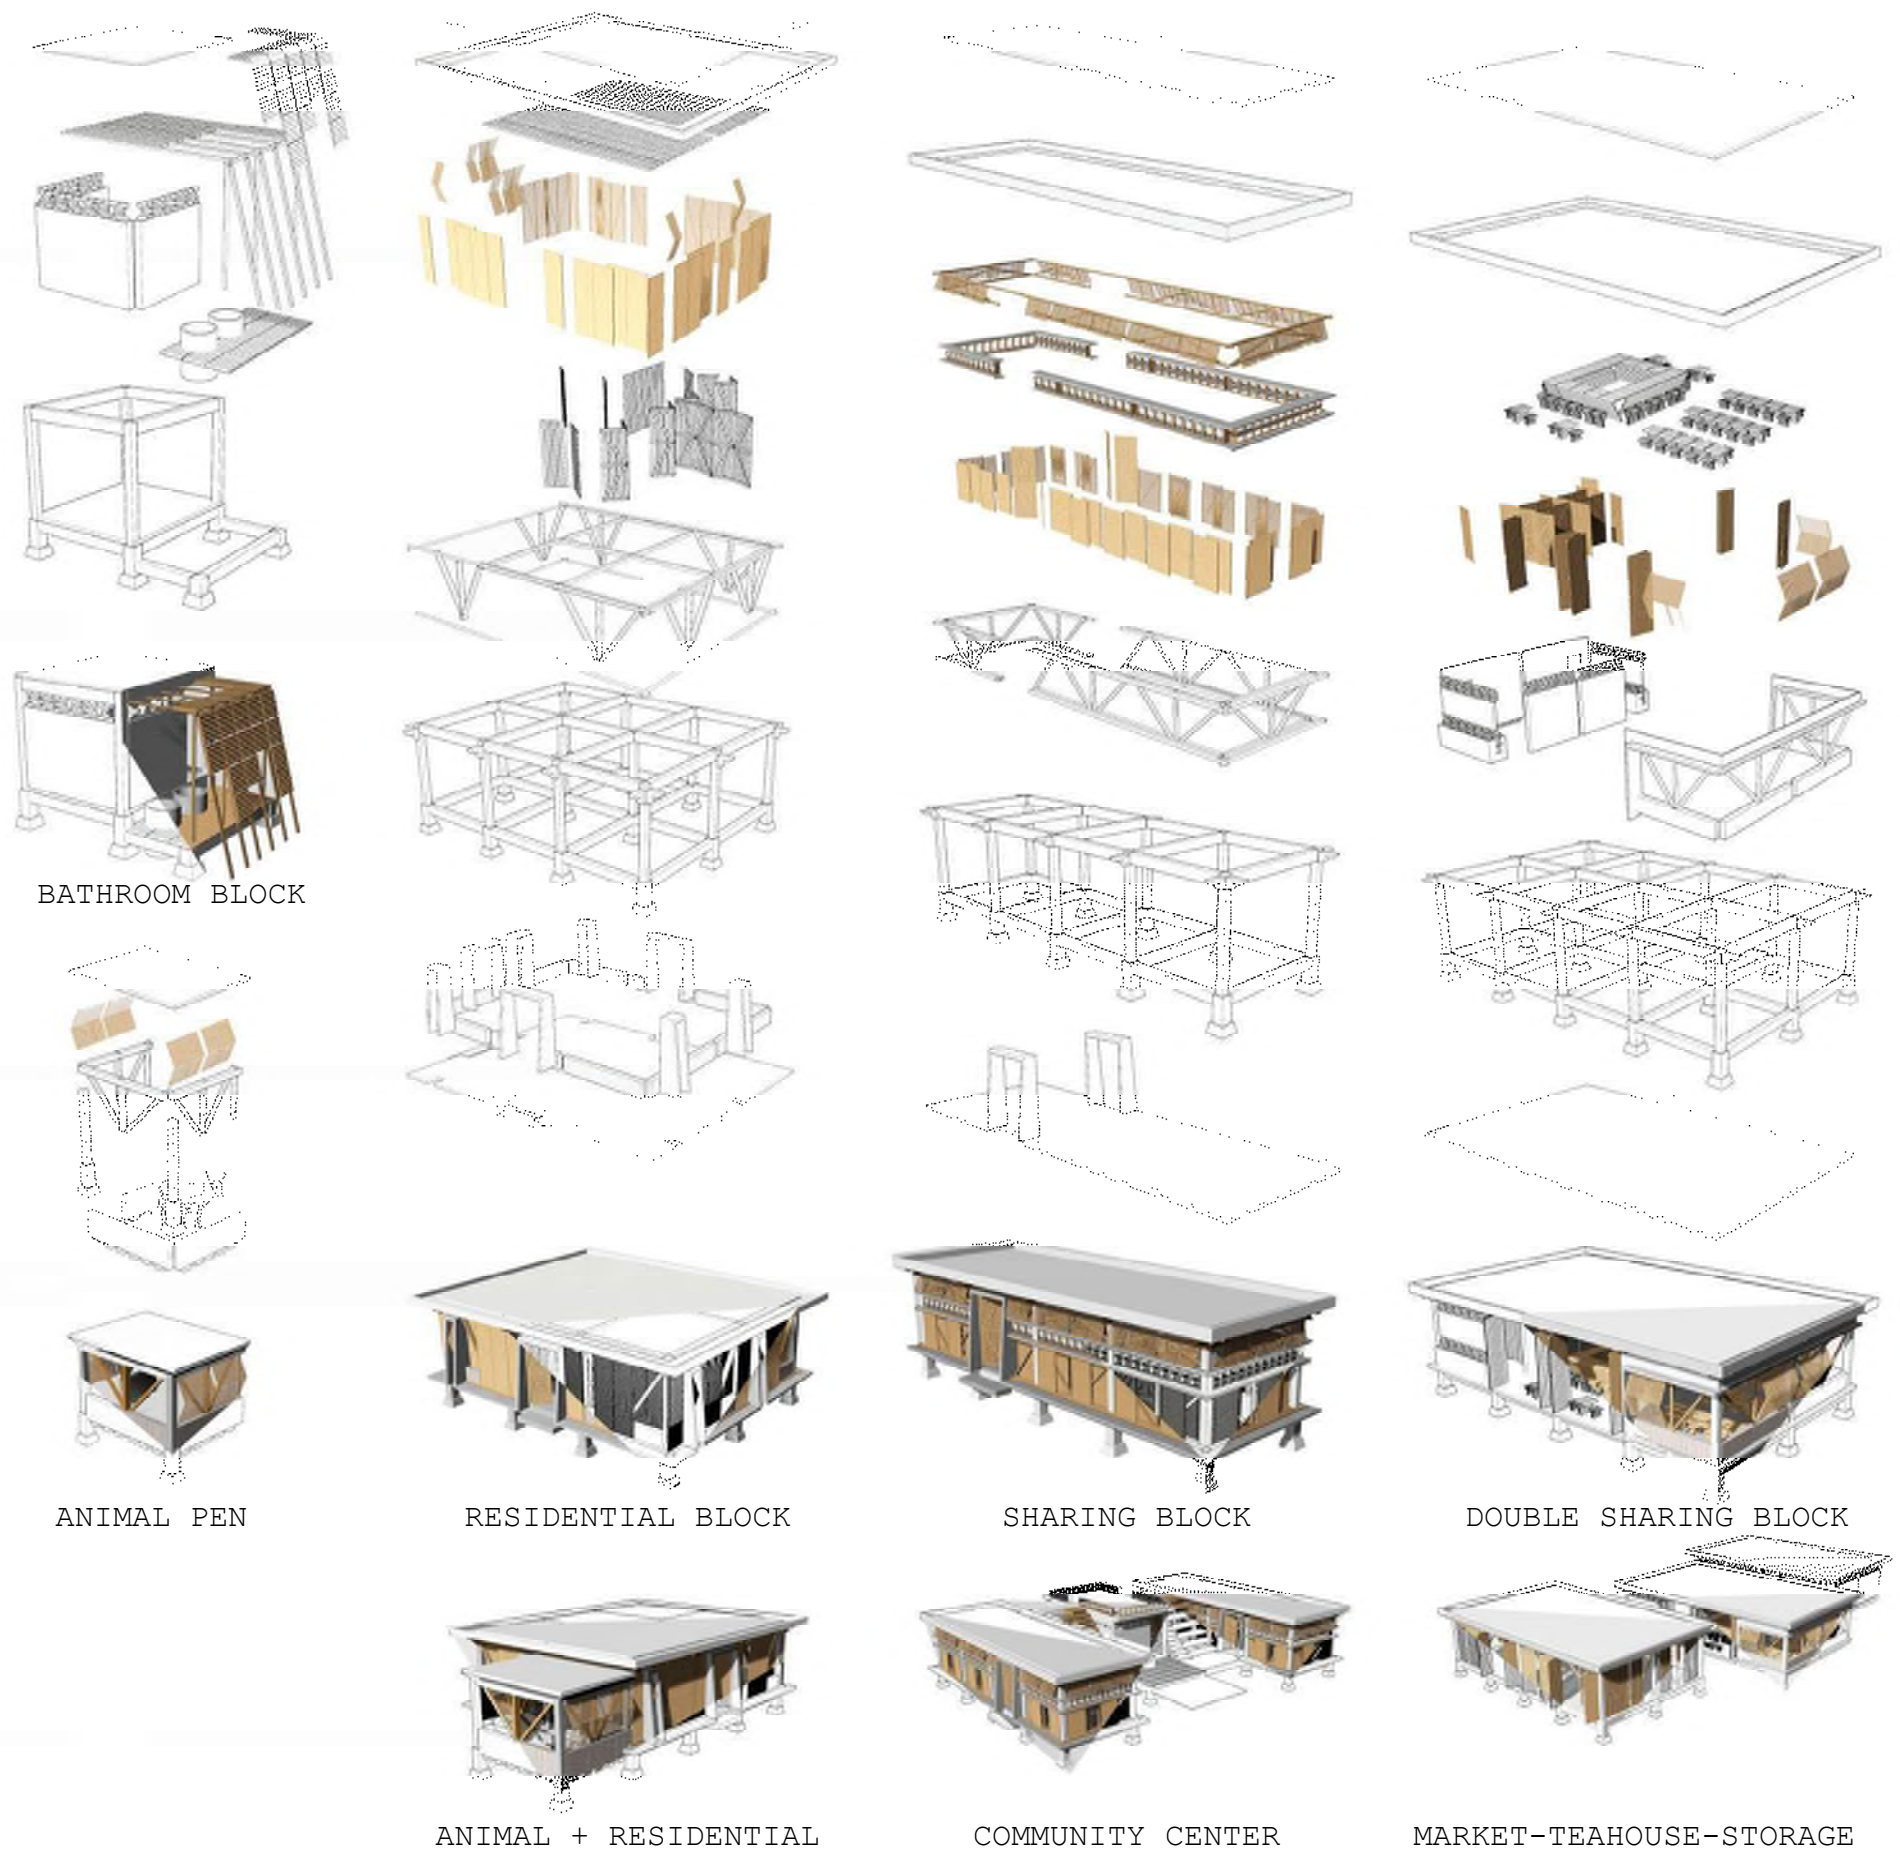 BATHROOM BLOCK
ANIMAL PEN
RESIDENTIAL BLOCK
SHARING BLOCK
DOUBLE SHARING BLOCK
ANIMAL + RESIDENTIAL
COMMUNITY CENTER
MARKET-TEAHOUSE-STORAGE